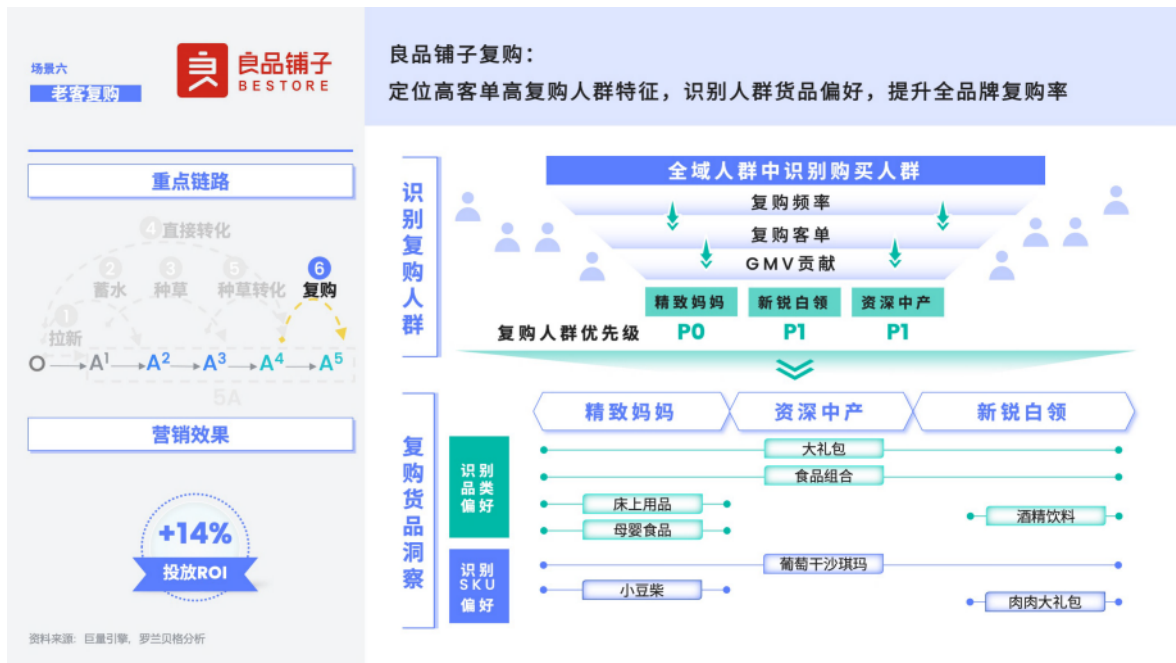 场景六
老客复购
良
良品铺子
BESTORE
良品铺子复购：
定位高客单高复购人群特征，识别人群货品偏好，提升全品牌复购率
重点链路
4 直接转化
2 3 5 6
蓄水 种草 种草转化 复购
1
拉新
O A1 A2 A3 A4 A5
5A
营销效果
+14%
投放ROI
资料来源：巨量引擎，罗兰贝格分析
识别复购人群
全域人群中识别购买人群
复购频率
复购客单
GMV贡献
精致妈妈 新锐白领 资深中产
复购人群优先级 P0 P1 P1
复购货品洞察
精致妈妈 资深中产 新锐白领
识别
品类
偏好
大礼包
食品组合
床上用品
酒精饮料
母婴食品
识别
SKU
偏好
葡萄干沙琪玛
小豆柴
肉肉大礼包